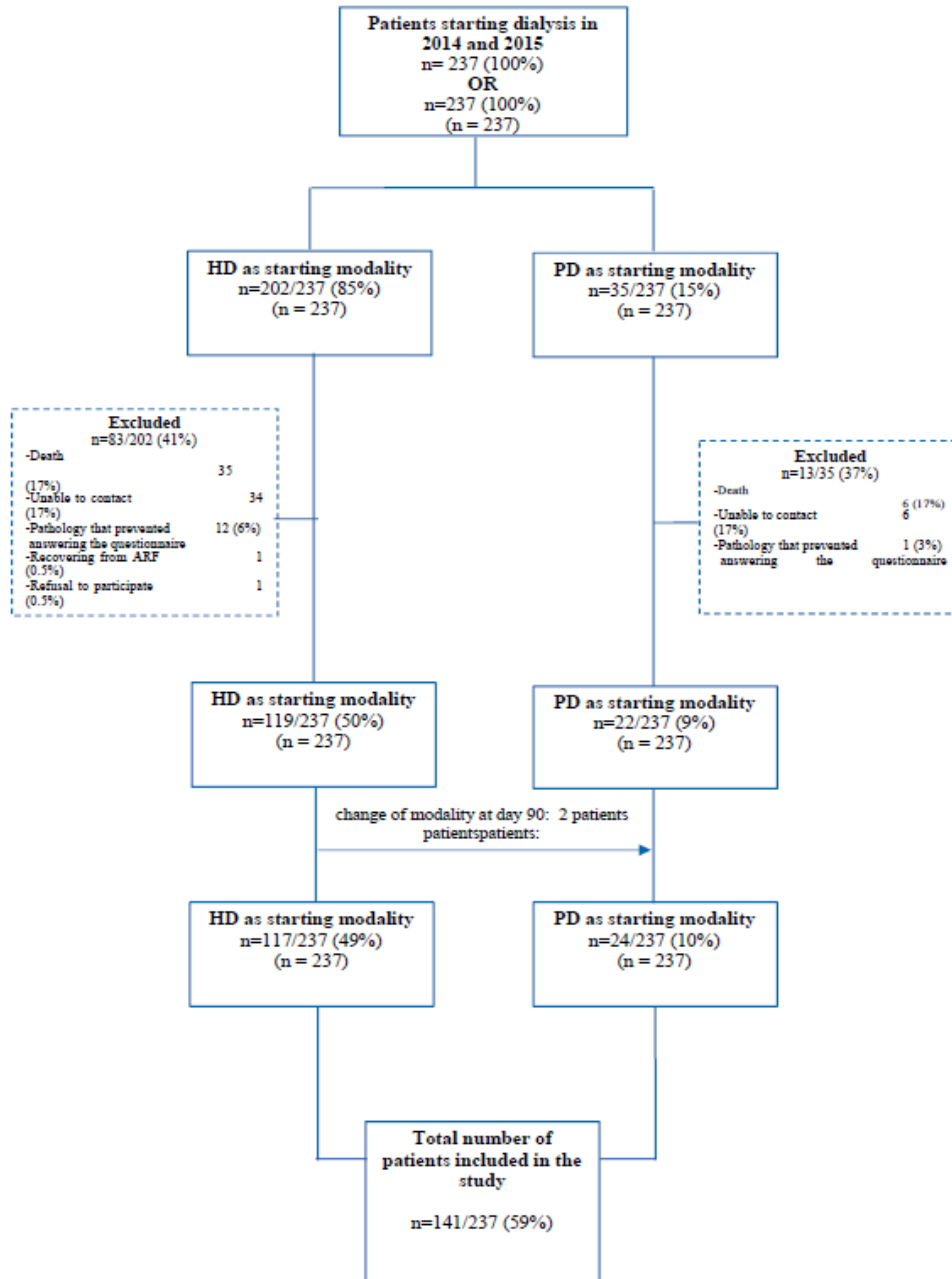 Patients starting dialysis in
2014 and 2015
n= 237 (100%)
OR
n=237 (100%)
(n = 237)
HD as starting modality
n=202/237 (85%)
(n = 237)
PD as starting modality
n=35/237 (15%)
(n = 237)
Excluded
n=83/202 (41%)
-Death
35
(17%)
-Unable to contact 34
(17%)
-Pathology that prevented 12 (6%)
answering the questionnaire
-Recovering from ARF 1
(0.5%)
-Refusal to participate 1
(0.5%)
Excluded
n=13/35 (37%)
-Death
6 (17%)
-Unable to contact 6
(17%)
-Pathology that prevented 1 (3%)
answering the questionnaire
HD as starting modality
n=119/237 (50%)
(n = 237)
PD as starting modality
n=22/237 (9%)
(n = 237)
change of modality at day 90: 2 patients
patientspatients:
HD as starting modality
n=117/237 (49%)
(n = 237)
PD as starting modality
n=24/237 (10%)
(n = 237)
Total number of
patients included in the
study
n=141/237 (59%)